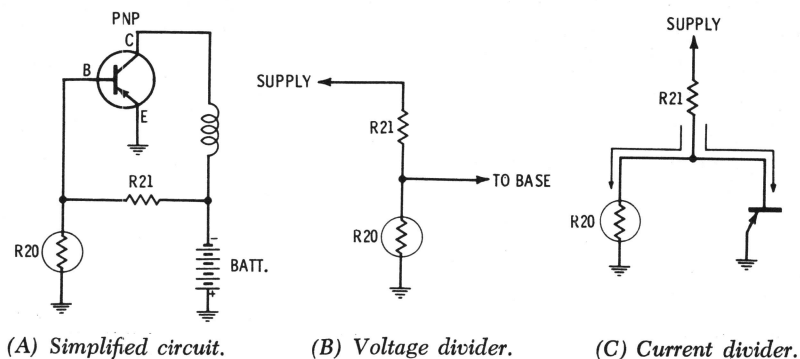 PNP
C
B
E
R21
R20
-
BATT.
+
(A) Simplified circuit.
SUPPLY
R21
TO BASE
R20
(B) Voltage divider.
SUPPLY
R21
R20
(C) Current divider.